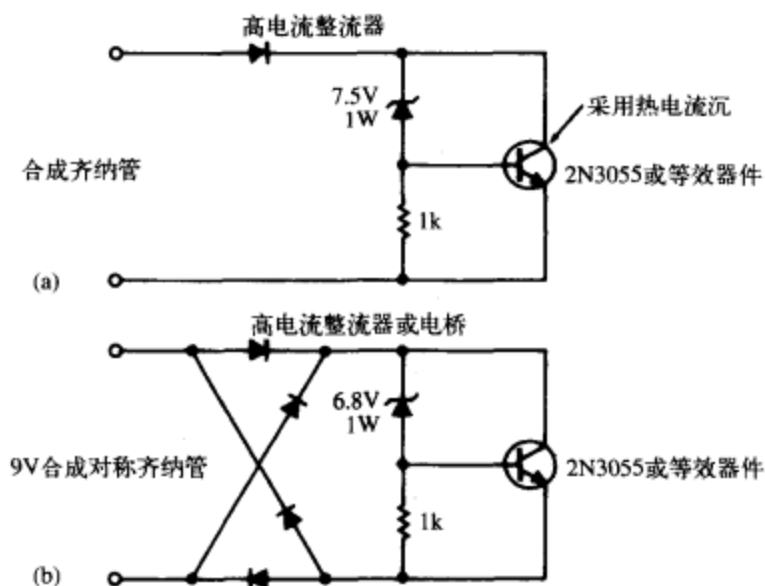 高电流整流器
7.5V
1W
采用热电流沉
合成齐纳管
2N3055或等效器件
1k
(a)
高电流整流器或电桥
6.8V
1W
9V合成对称齐纳管
2N3055或等效器件
1k
(b)